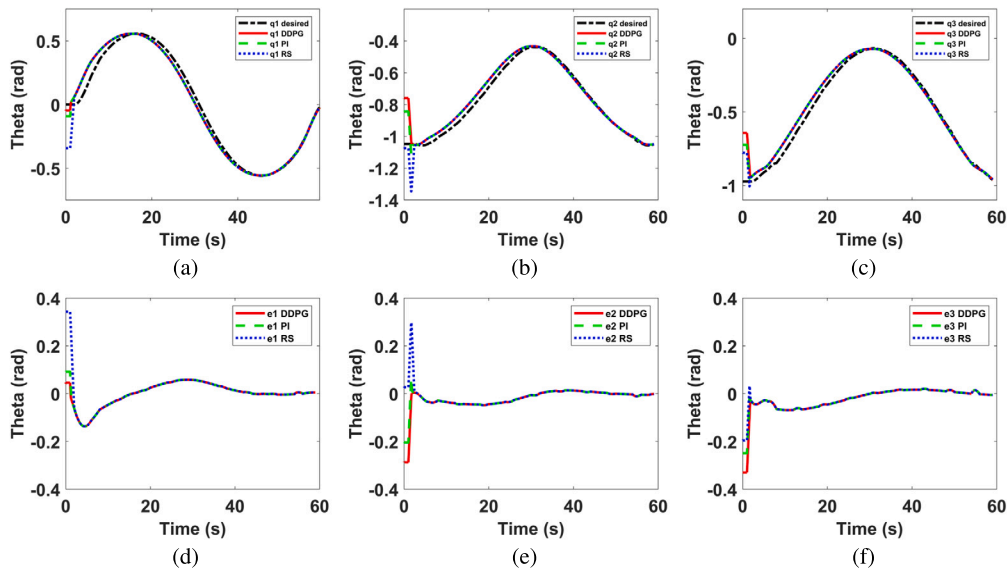 q1 desired
q1 DDPG
q1 PI
q1 RS
0.5
0
-0.5
Theta (rad)
0 20 40
Time (s)
(a)
q2 desired
q2 DDPG
q2 PI
q2 RS
-0.2
-0.4
-0.6
-0.8
-1
-1.2
-1.4
Theta (rad)
0 20 40 60
Time (s)
(b)
q3 desired
q3 DDPG
q3 PI
q3 RS
0
-0.5
-1
Theta (rad)
0 20 40 60
Time (s)
(c)
e1 DDPG
e1 PI
e1 RS
0.4
0.2
0
-0.2
-0.4
Theta (rad)
0 20 40 60
Time (s)
(d)
e2 DDPG
e2 PI
e2 RS
0.4
0.2
0
-0.2
-0.4
Theta (rad)
0 20 40 60
Time (s)
(e)
e3 DDPG
e3 PI
e3 RS
0.4
0.2
0
-0.2
-0.4
Theta (rad)
0 20 40 60
Time (s)
(f)